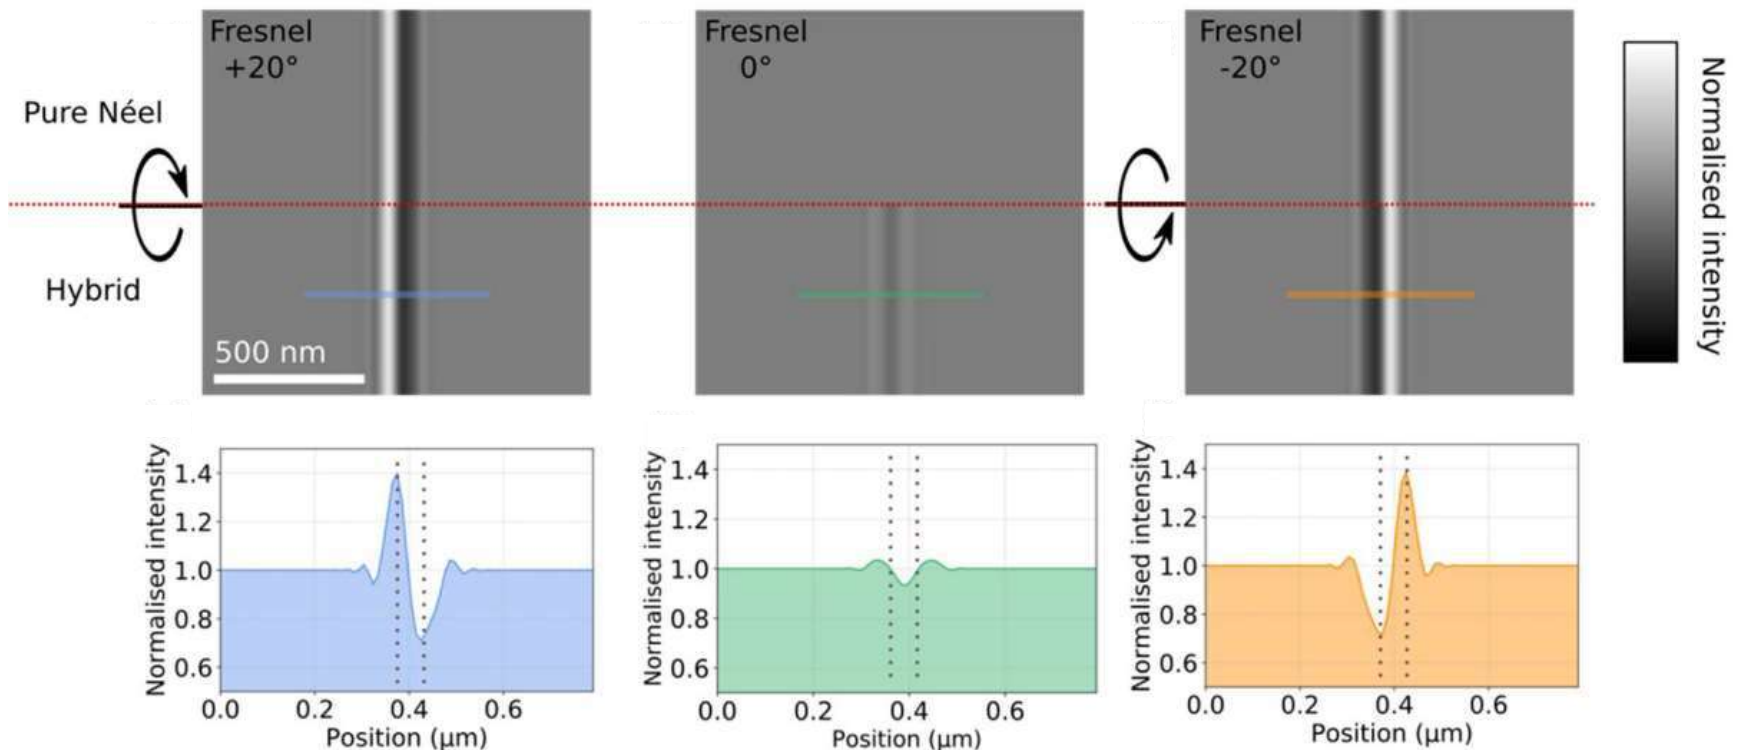 Fresnel
+20°
Fresnel
0°
Fresnel
-20°
Pure Néel
Hybrid
500 nm
Normalised intensity
Normalised intensity
1.4
1.2
1.0
0.8
0.6
0.0 0.2 0.4 0.6
Position (μm)
Normalised intensity
1.4
1.2
1.0
0.8
0.6
0.0 0.2 0.4 0.6
Position (μm)
Normalised intensity
1.4
1.2
1.0
0.8
0.6
0.0 0.2 0.4 0.6
Position (μm)